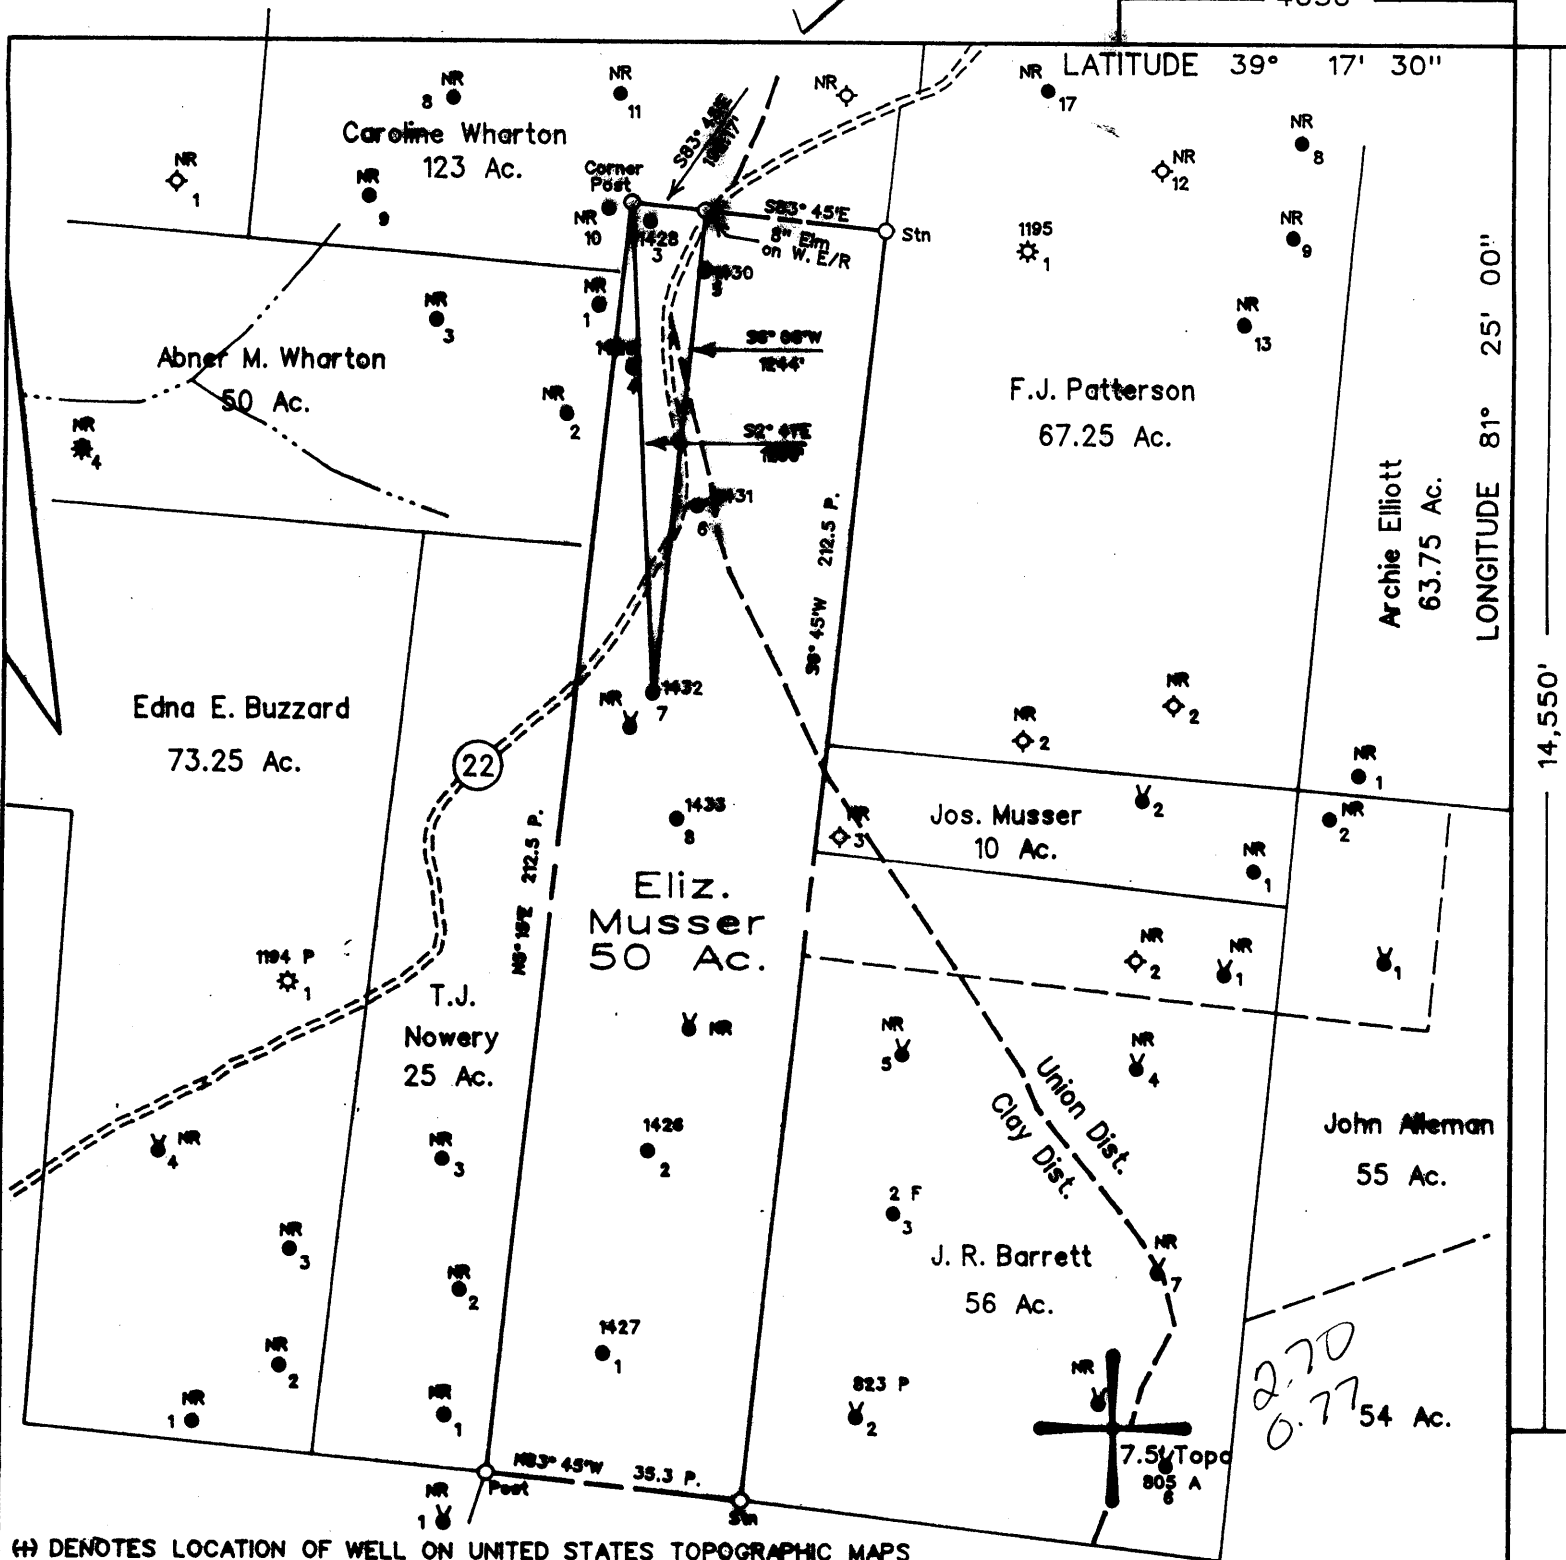 LATITUDE 39° 17' 30"
NR
8
NR
11
NR
NR
17
NR
8
Caroline Wharton
123 Ac.
NR
1
NR
9
Corner
Post
NR
10
1428
3
S83° 45'E
8" Elm
on W. E/R
Stn
NR
12
1195
1
NR
9
NR
13
NR
3
NR
1
4
NR
2
Abner M. Wharton
50 Ac.
NR
4
1244'
F.J. Patterson
67.25 Ac.
Archie Elliott
63.75 Ac.
LONGITUDE 81° 25' 00"
14,550'
6
S6° 45'W 212.5 P.
Edna E. Buzzard
73.25 Ac.
22
NR
1432
7
1433
8
NR
2
NR
2
NR
1
NR
2
2
NR
3
Jos. Musser
10 Ac.
NR
1
212.5 P.
Eliz.
Musser
50 Ac.
1194 P
1
T.J.
Nowery
25 Ac.
NR
2
NR
1
1
NR
NR
5
NR
4
Union Dist.
Clay Dist.
John Alleman
55 Ac.
NR
4
NR
3
1426
2
2 F
3
NR
7
J. R. Barrett
56 Ac.
NR
3
NR
2
1427
1
NR
2
NR
1
NR
1
823 P
2
NR
2.70
0.77
54 Ac.
7.5' Topo
805 A
6
N83° 45'W 35.3 P.
Post
Stn
NR
1
(+) DENOTES LOCATION OF WELL ON UNITED STATES TOPOGRAPHIC MAPS